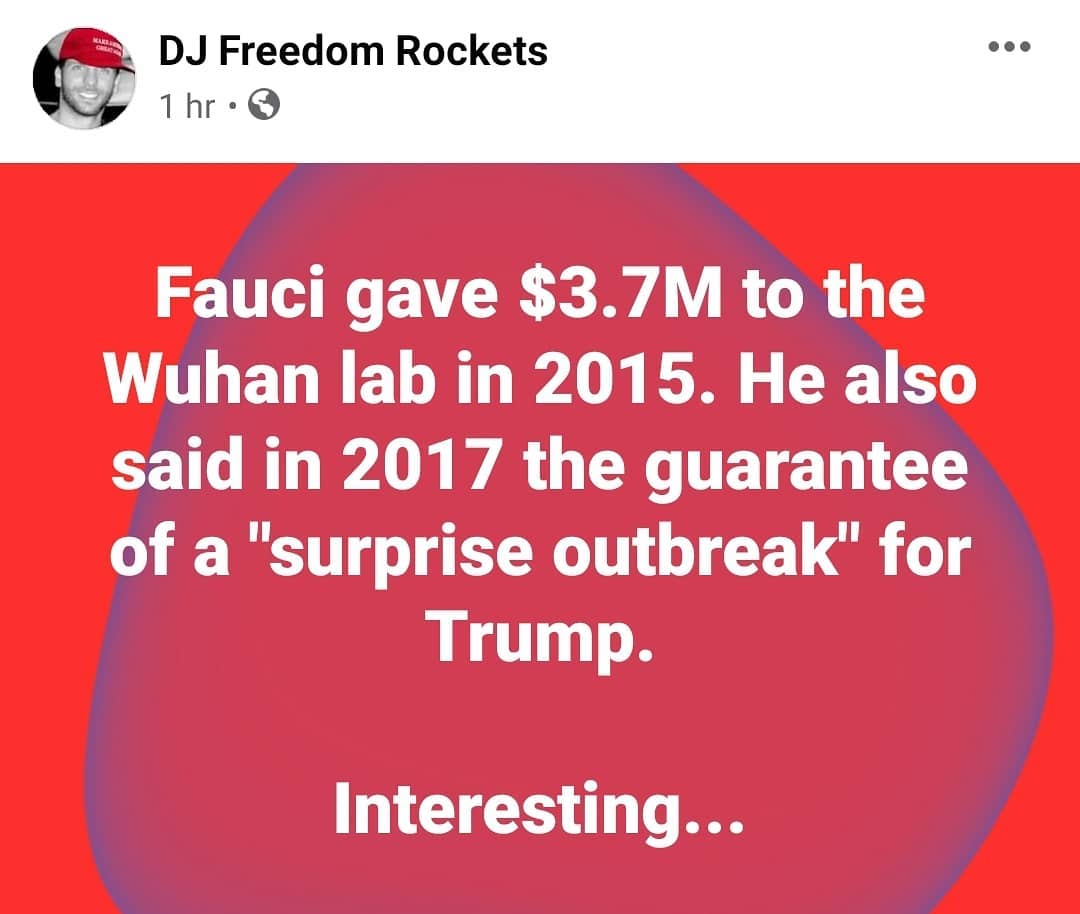 DJ Freedom Rockets
1 hr •
Fauci gave $3.7M to the
Wuhan lab in 2015. He also
said in 2017 the guarantee
of a "surprise outbreak" for
Trump.
Interesting...